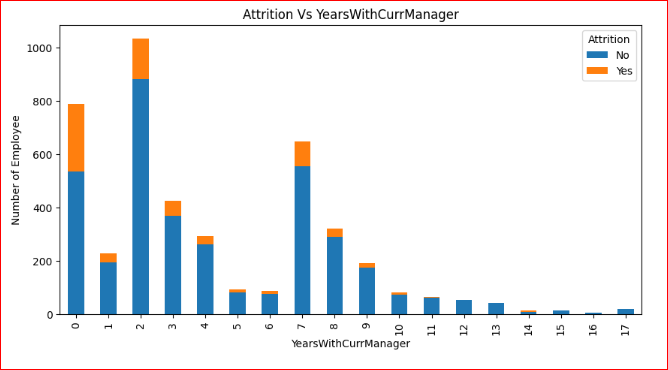 Attrition Vs YearsWithCurrManager
Attrition
No
Yes
Number of Employee
1000
800
600
400
200
0
0 1 2 3 4 5 6 7 8 9 10 11 12 13 14 15 16 17
YearsWithCurrManager